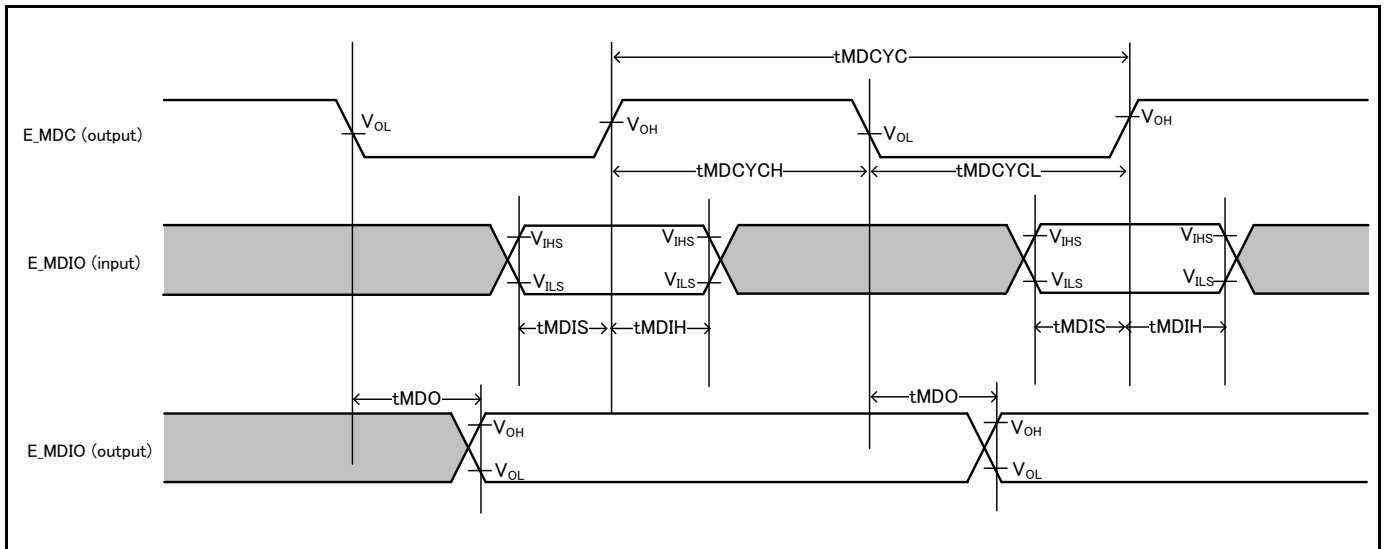 tMDCYC
E_MDC (output)
VOL
VOH
VOL
VOH
tMDCYCH
tMDCYCL
E_MDIO (input)
VIHS
VIHS
VIHS
VIHS
VILS
VILS
VILS
VILS
tMDIS
tMDIH
tMDIS
tMDIH
tMDO
tMDO
E_MDIO (output)
VOH
VOH
VOL
VOL